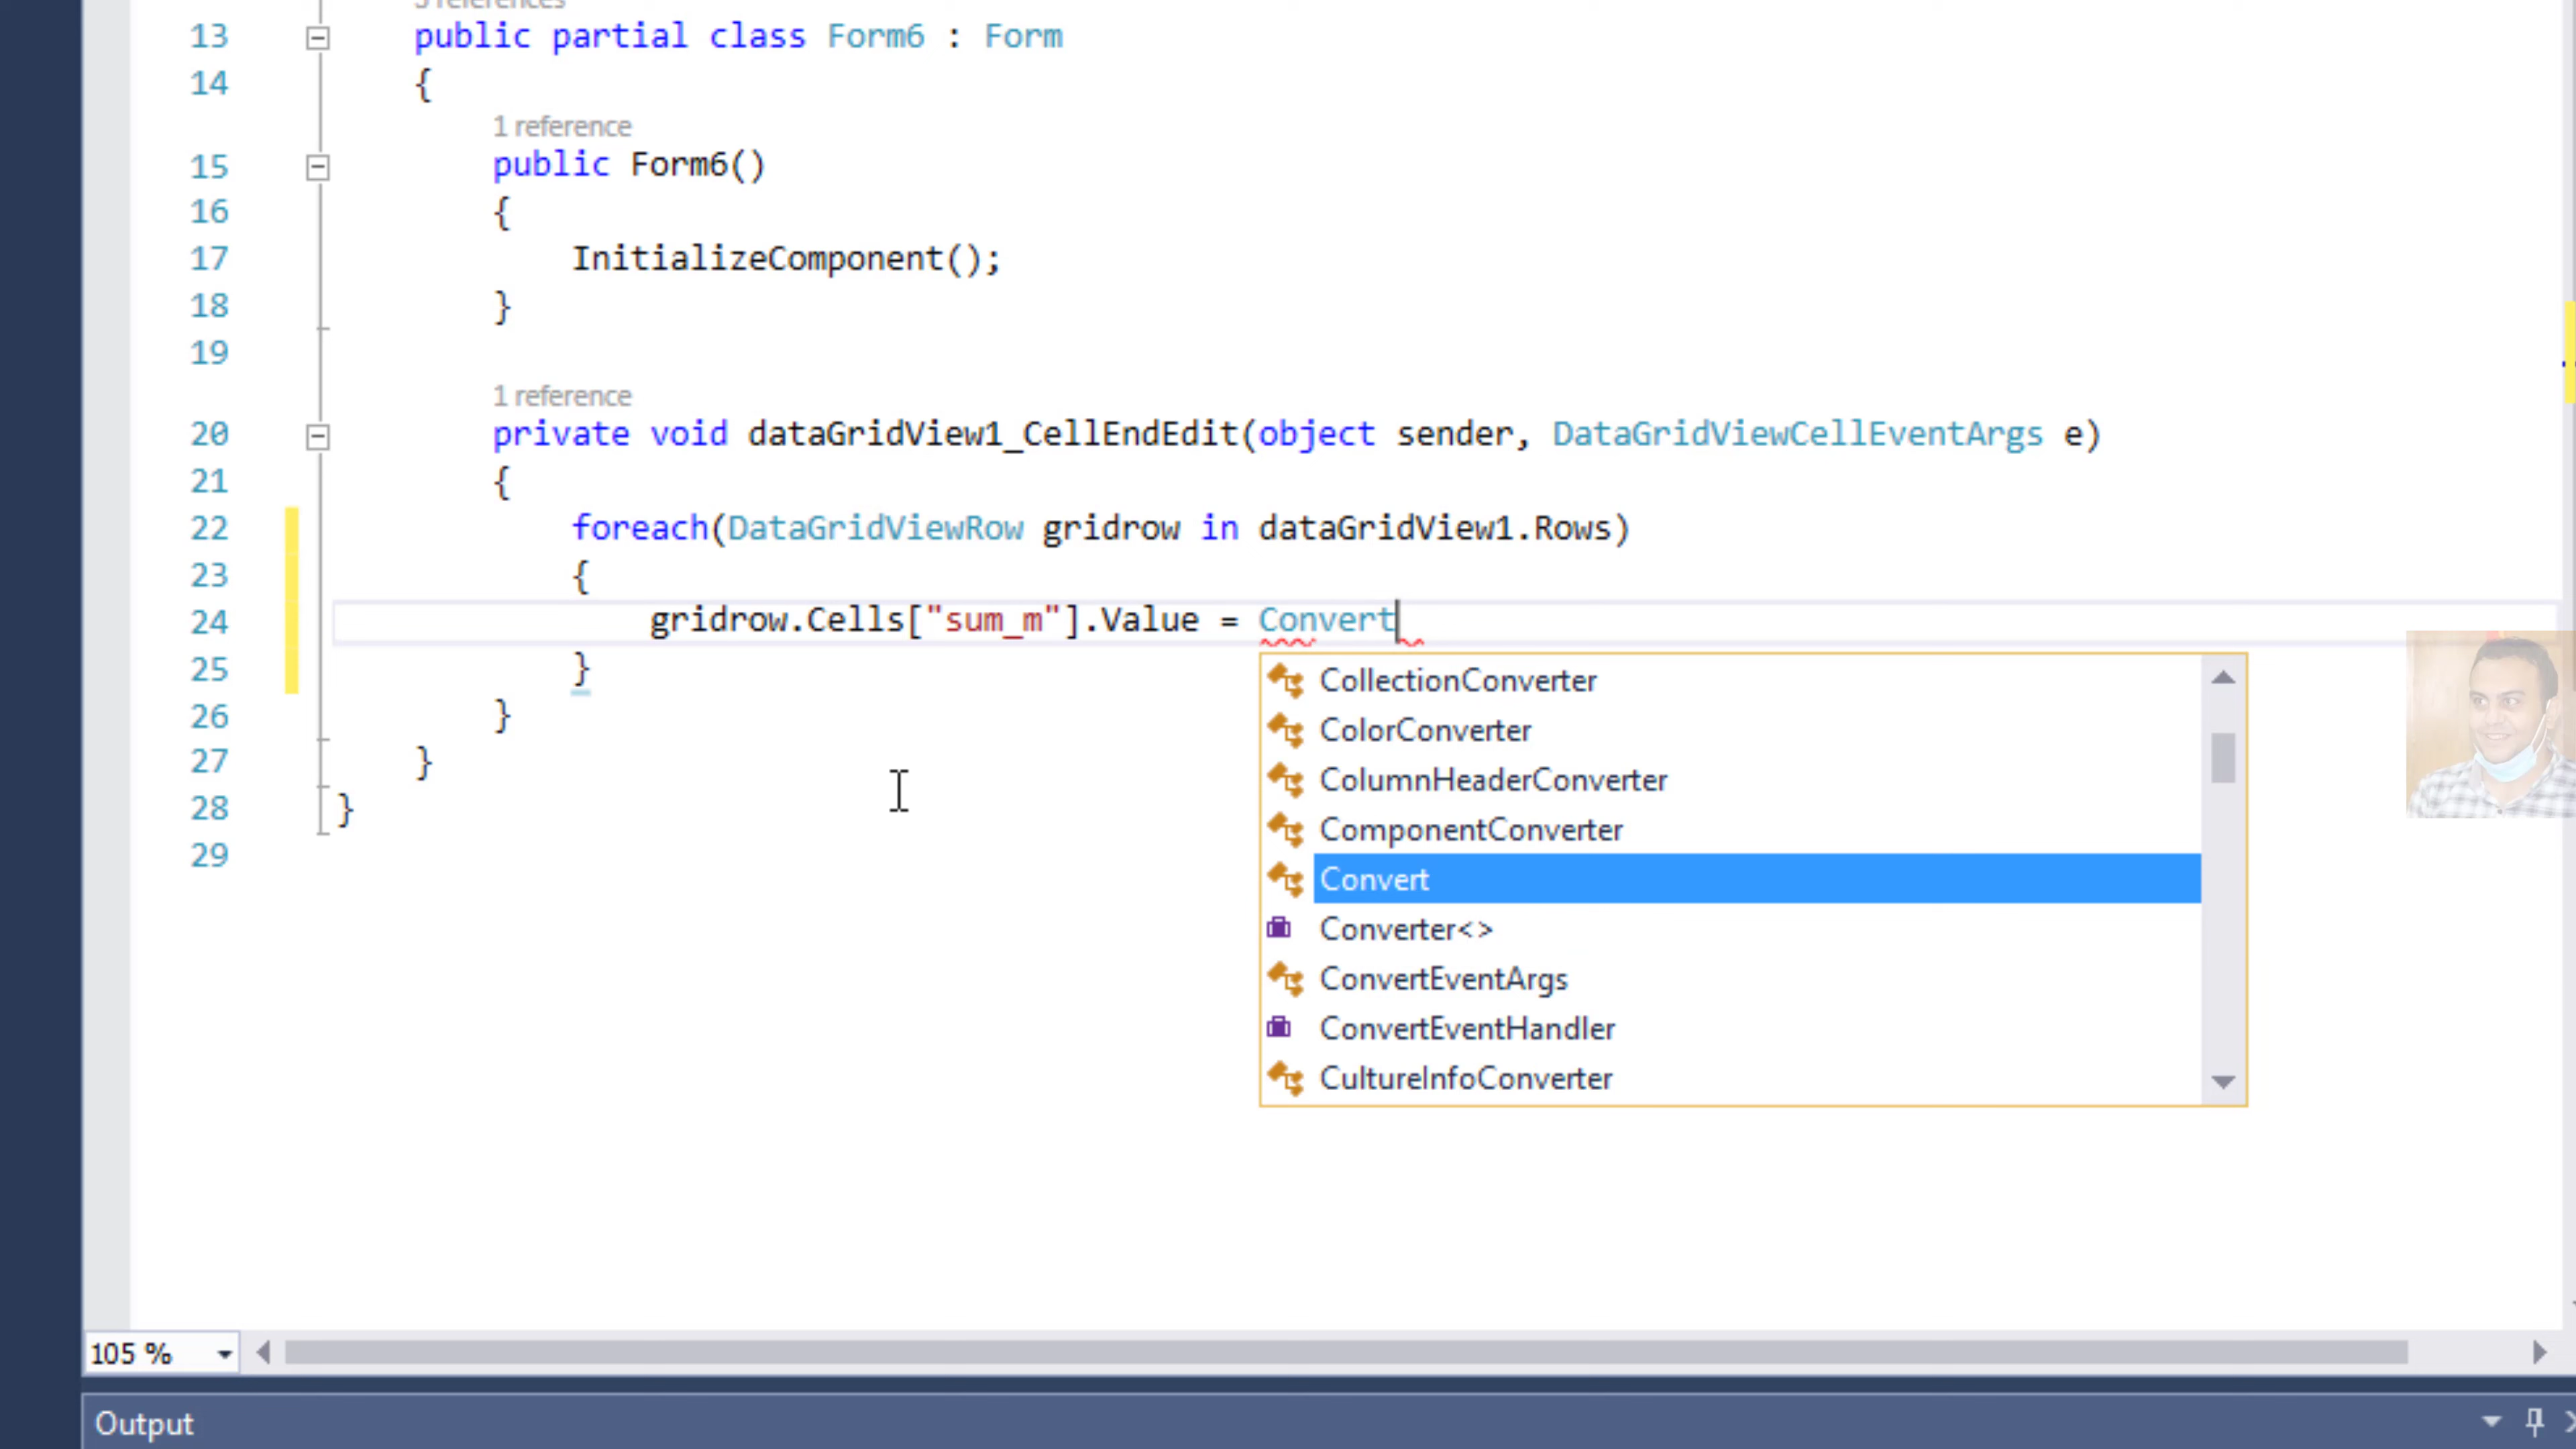 3 references
13 public partial class Form6 : Form
14 {
1 reference
15 public Form6()
16 {
17 InitializeComponent();
18 }
19
1 reference
20 private void dataGridView1_CellEndEdit(object sender, DataGridViewCellEventArgs e)
21 {
22 foreach(DataGridViewRow gridrow in dataGridView1.Rows)
23 {
24 gridrow.Cells["sum_m"].Value = Convert
25 }
26 }
27 }
28 }
29
CollectionConverter
ColorConverter
ColumnHeaderConverter
ComponentConverter
Convert
Converter<>
ConvertEventArgs
ConvertEventHandler
CultureInfoConverter
105 %
Output